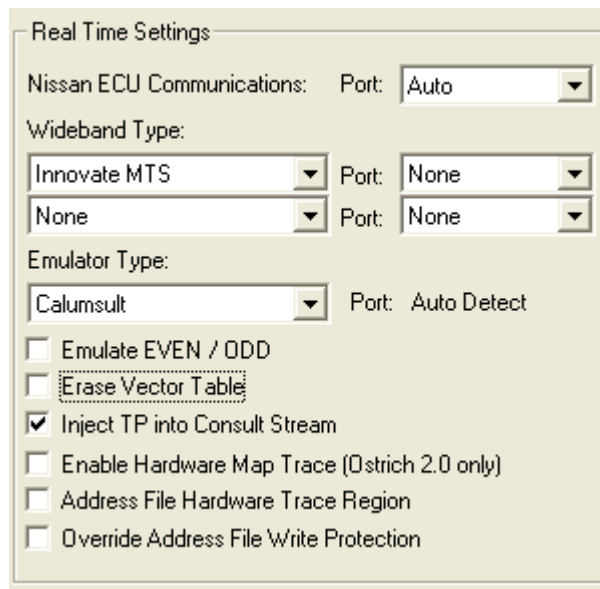 Real Time Settings
Nissan ECU Communications: Port: Auto
Wideband Type:
Innovate MTS Port: None
None Port: None
Emulator Type:
Calumsult Port: Auto Detect
Emulate EVEN / ODD
Erase Vector Table
Inject TP into Consult Stream
Enable Hardware Map Trace (Ostrich 2.0 only)
Address File Hardware Trace Region
Override Address File Write Protection